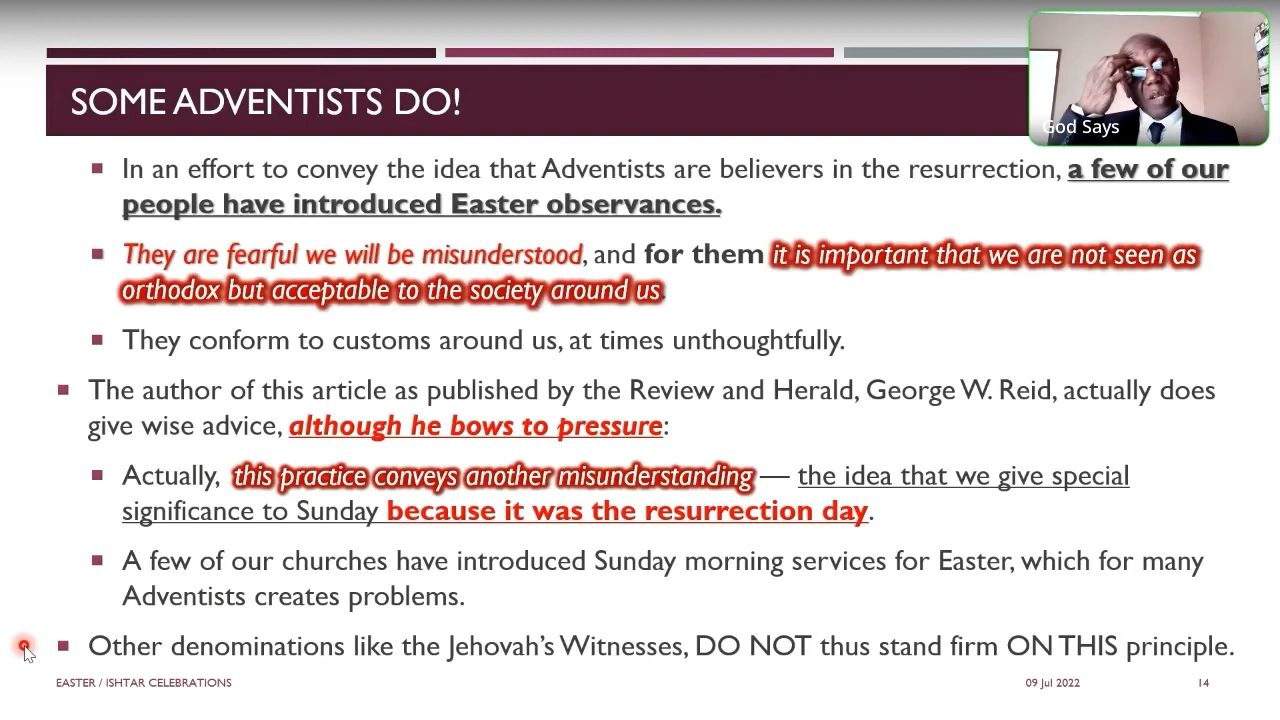 God Says
SOME ADVENTISTS DO!
In an effort to convey the idea that Adventists are believers in the resurrection, a few of our
people have introduced Easter observances.
They are fearful we will be misunderstood, and for them it is important that we are not seen as
orthodox but acceptable to the society around us.
They conform to customs around us, at times unthoughtfully.
The author of this article as published by the Review and Herald, George W. Reid, actually does
give wise advice, although he bows to pressure:
Actually, this practice conveys another misunderstanding — the idea that we give special
significance to Sunday because it was the resurrection day.
A few of our churches have introduced Sunday morning services for Easter, which for many
Adventists creates problems.
Other denominations like the Jehovah's Witnesses, DO NOT thus stand firm ON THIS principle.
EASTER / ISHTAR CELEBRATIONS
09 Jul 2022
14